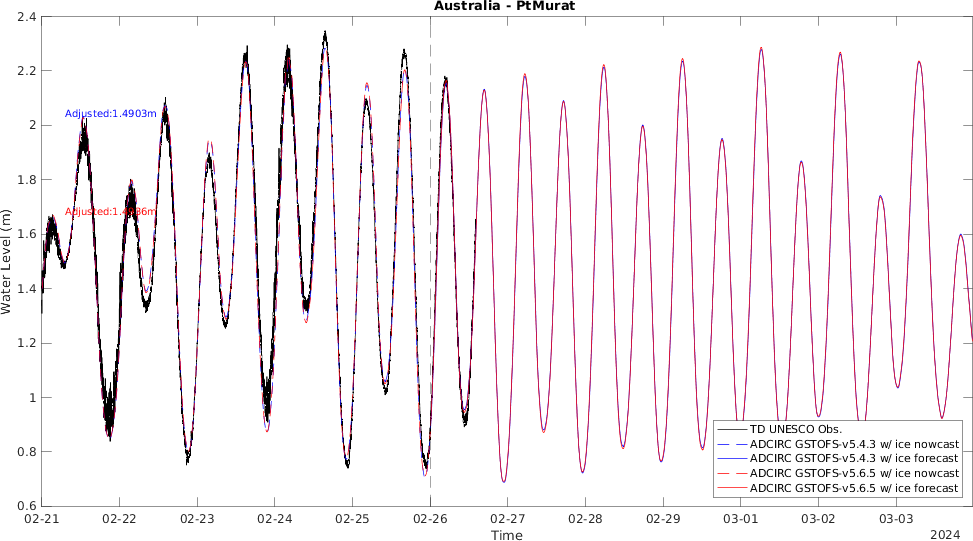 Australia - PtMurat
Water Level (m)
2.4
2.2
2
1.8
1.6
1.4
1.2
1
0.8
0.6
Adjusted:1.4903m
TD UNESCO Obs.
ADCIRC GSTOFS-v5.4.3 w/ ice nowcast
ADCIRC GSTOFS-v5.4.3 w/ ice forecast
ADCIRC GSTOFS-v5.6.5 w/ ice nowcast
ADCIRC GSTOFS-v5.6.5 w/ ice forecast
02-21 02-22 02-23 02-24 02-25 02-26 02-27 02-28 02-29 03-01 03-02 03-03
Time
2024